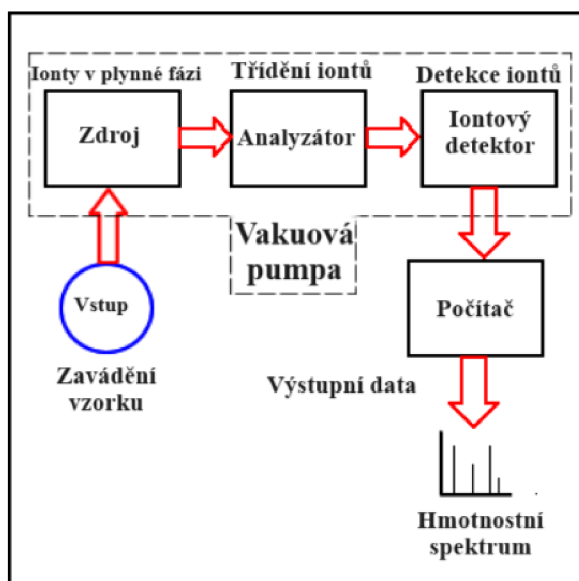 Ionty v plynné fázi
Třídění iontů
Detekce iontů
Zdroj
Analyzátor
Iontový
detektor
Vakuová
pumpa
Vstup
Počítač
Zavádění
vzorku
Výstupní data
Hmotnostní
spektrum